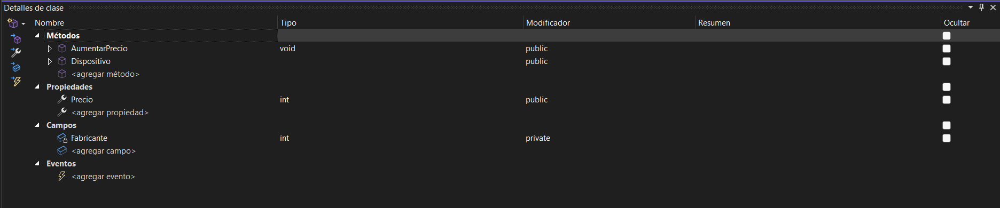 Detalles de clase
Nombre Tipo Modificador Resumen Ocultar
Métodos
AumentarPrecio void public
Dispositivo public
<agregar método>
Propiedades
Precio int public
<agregar propiedad>
Campos
Fabricante int private
<agregar campo>
Eventos
<agregar evento>